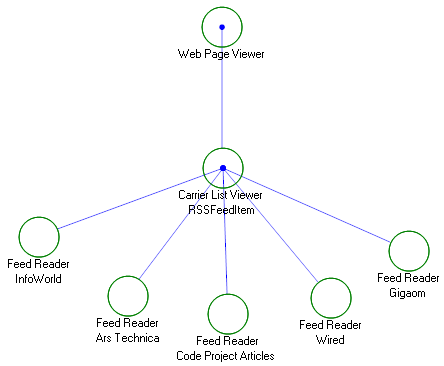 Web Page Viewer
Carrier List Viewer
RSSFeedItem
Feed Reader
InfoWorld
Feed Reader
Ars Technica
Feed Reader
Code Project Articles
Feed Reader
Wired
Feed Reader
Gigaom